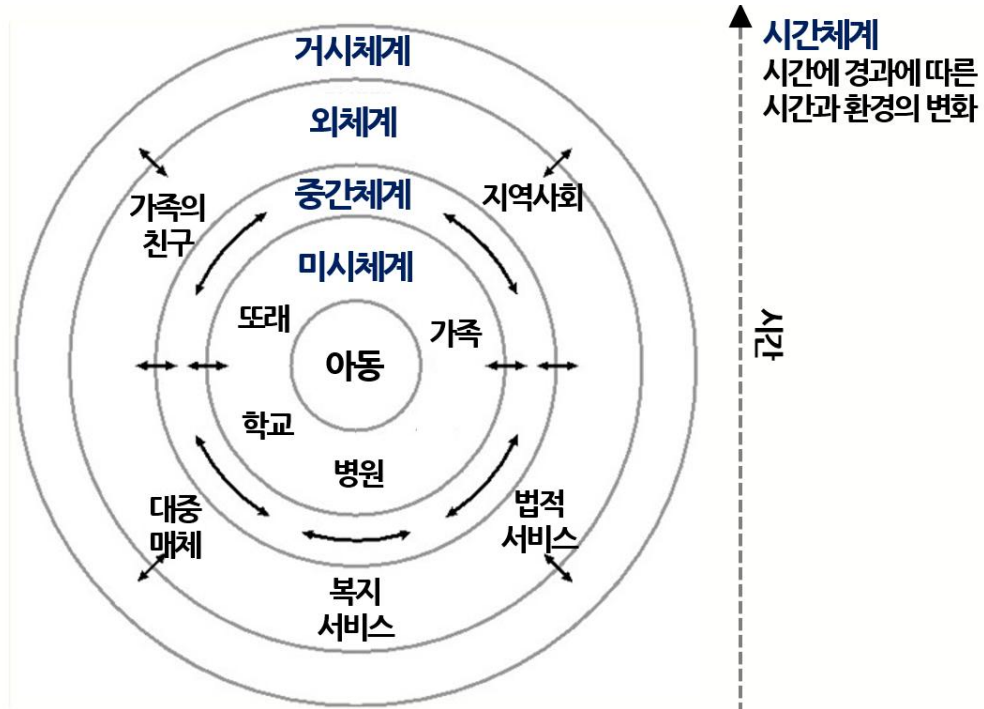 거시체계
외체계
중간체계
미시체계
가족의
친구
지역사회
또래
가족
아동
학교
병원
대중
매체
법적
서비스
복지
서비스
시간체계
시간에 경과에 따른
시간과 환경의 변화
시간